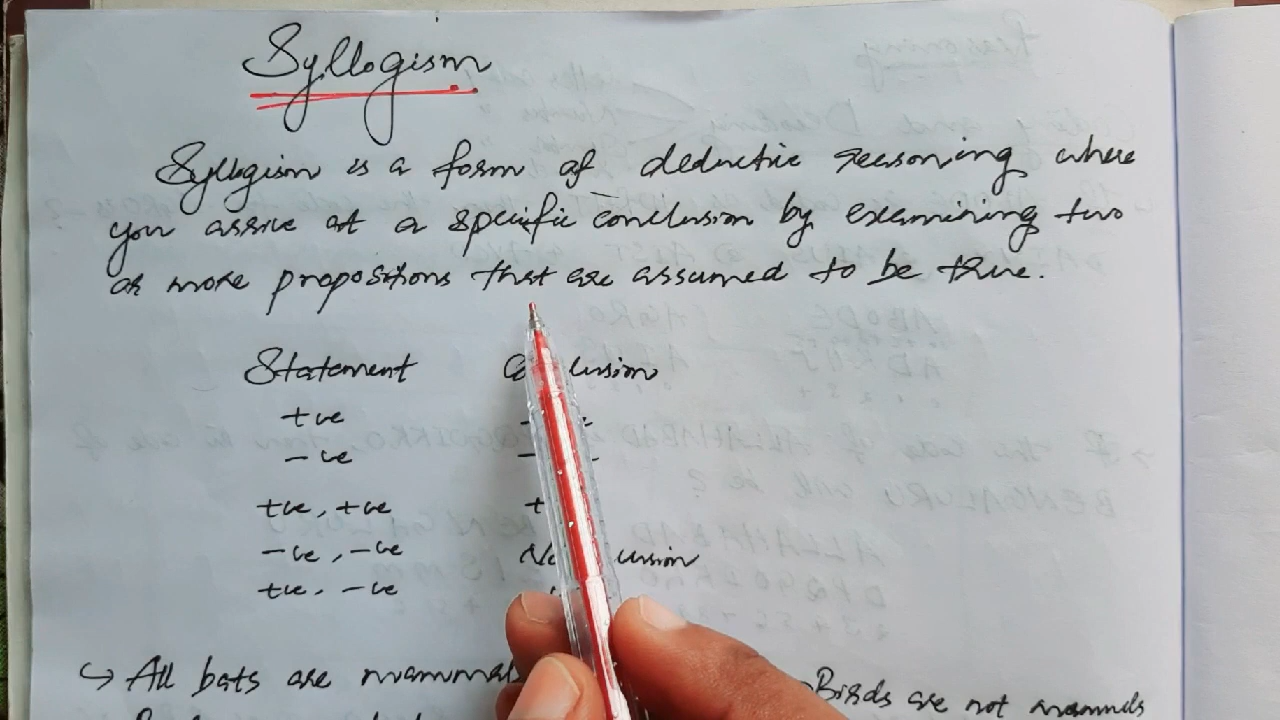 Syllogism
Syllogism is a form of deductive reasoning where
you arrive at a specific conclusion by examining two
or more propositions that are assumed to be true.
Statement
+ve
-ve
+ve, +ve
-ve, -ve
+ve, -ve
All bats are mammals
Birds are not mammals